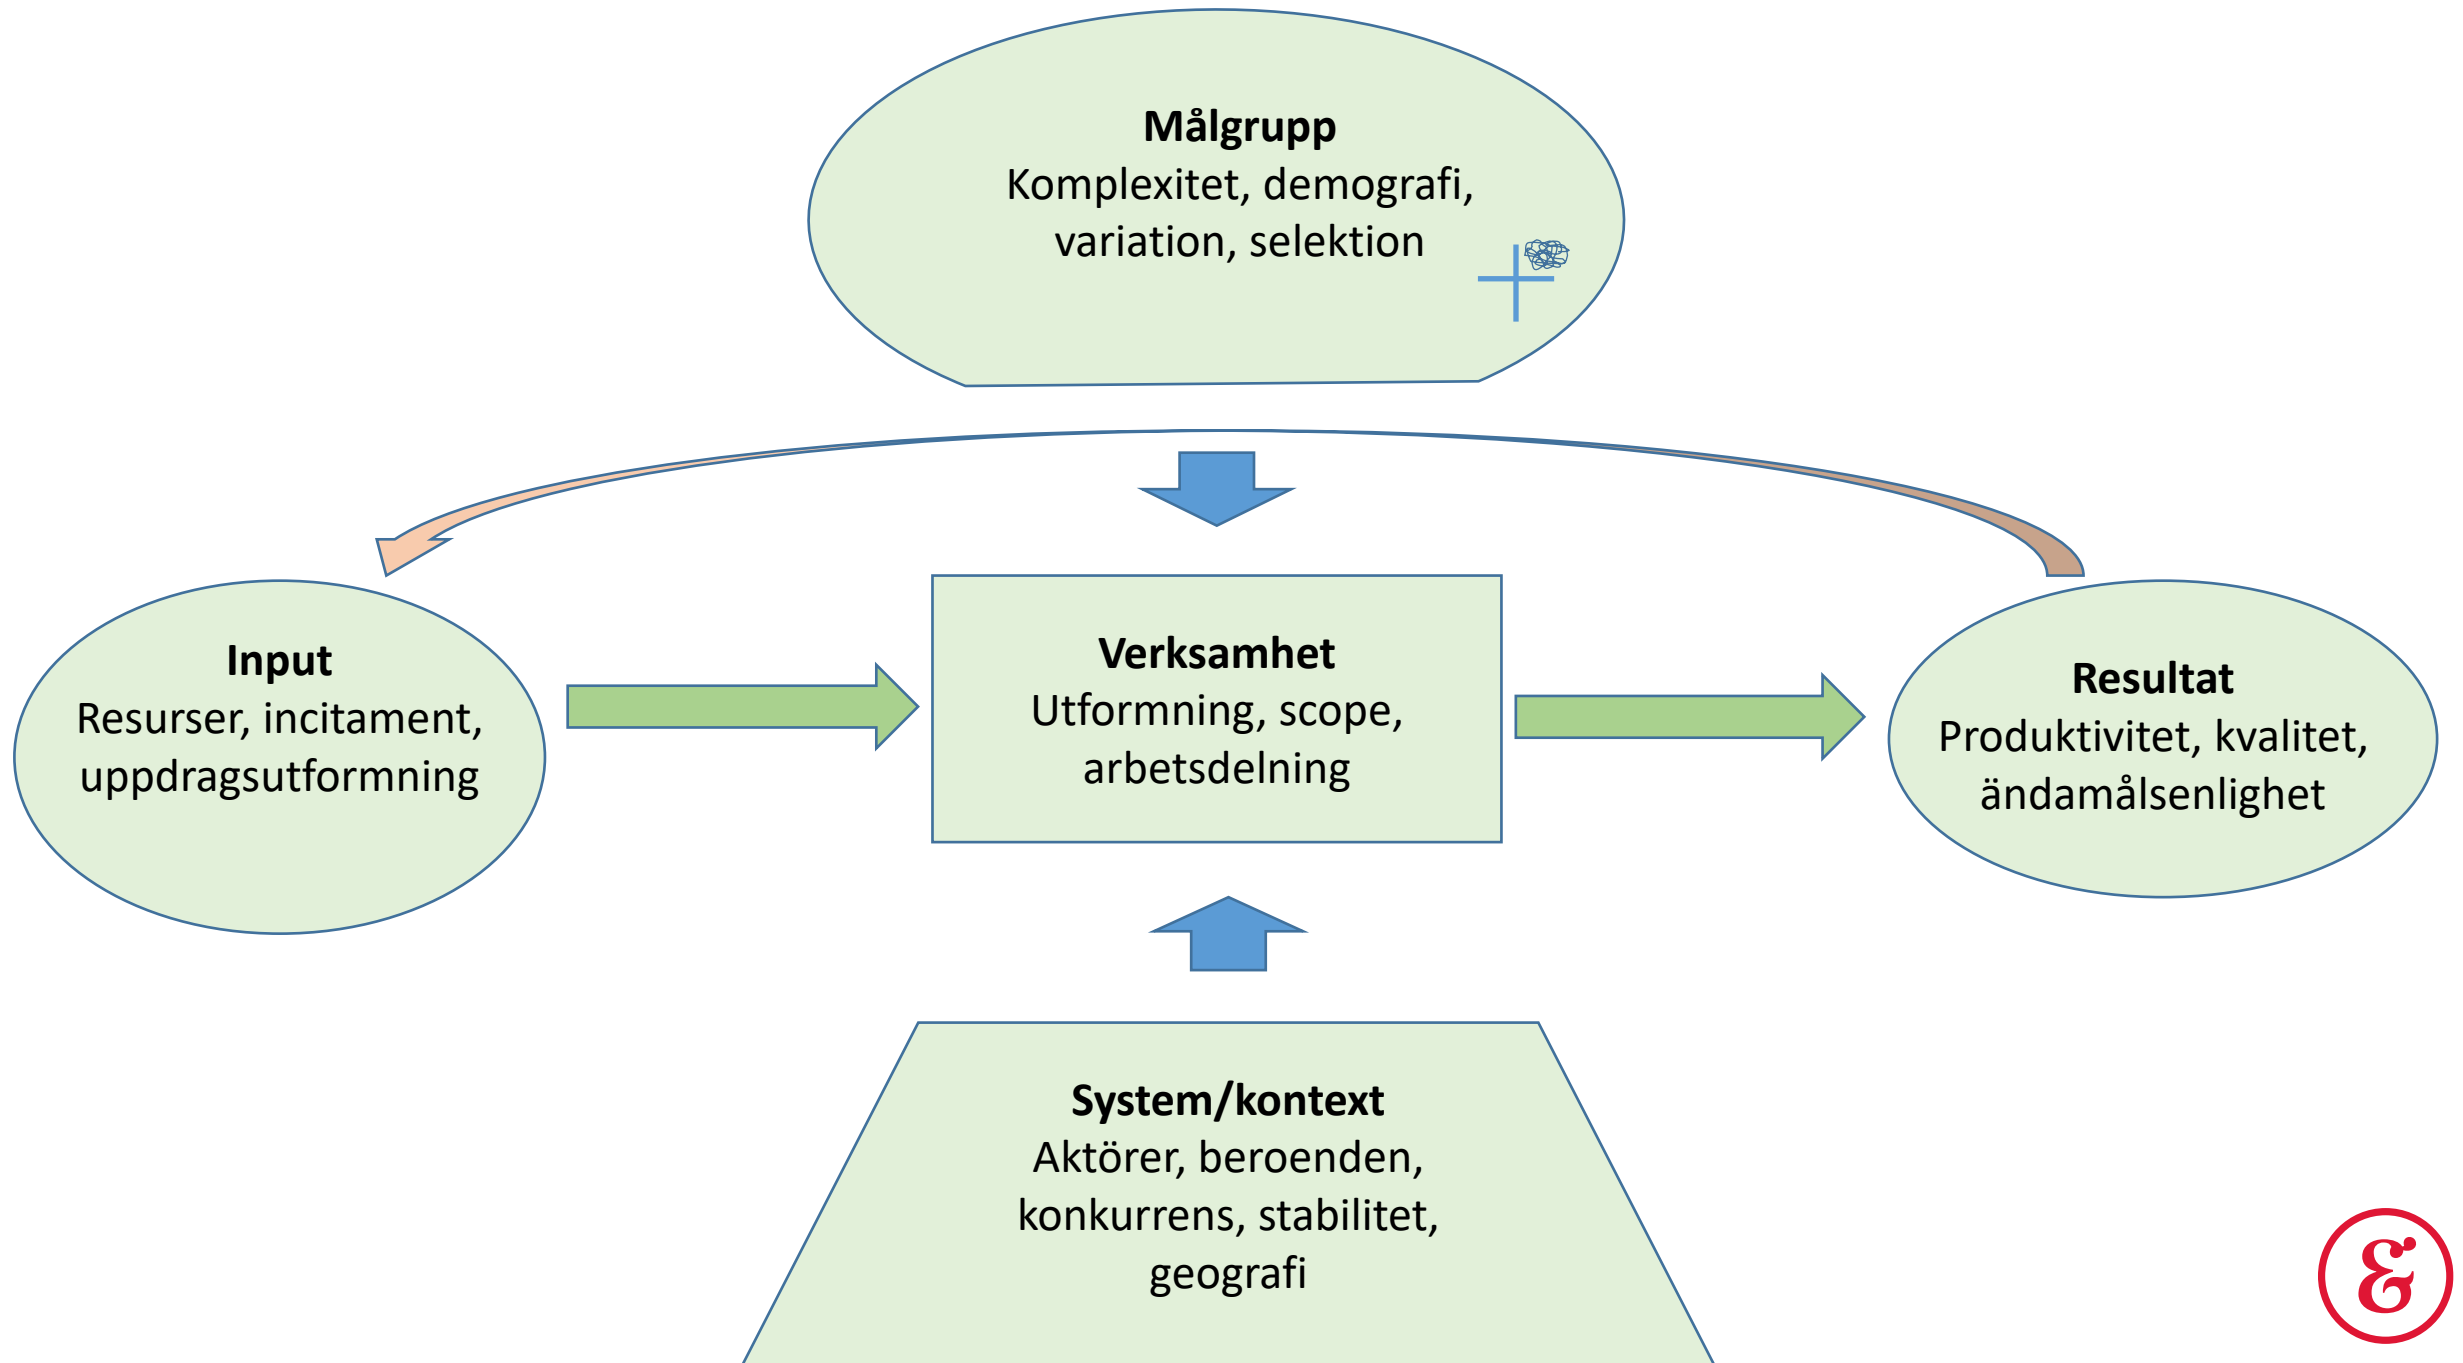 Målgrupp
Komplexitet, demografi,
variation, selektion
Input
Resurser, incitament,
uppdragsutformning
Verksamhet
Utformning, scope,
arbetsdelning
Resultat
Produktivitet, kvalitet,
ändamålsenlighet
System/kontext
Aktörer, beroenden,
konkurrens, stabilitet,
geografi
&